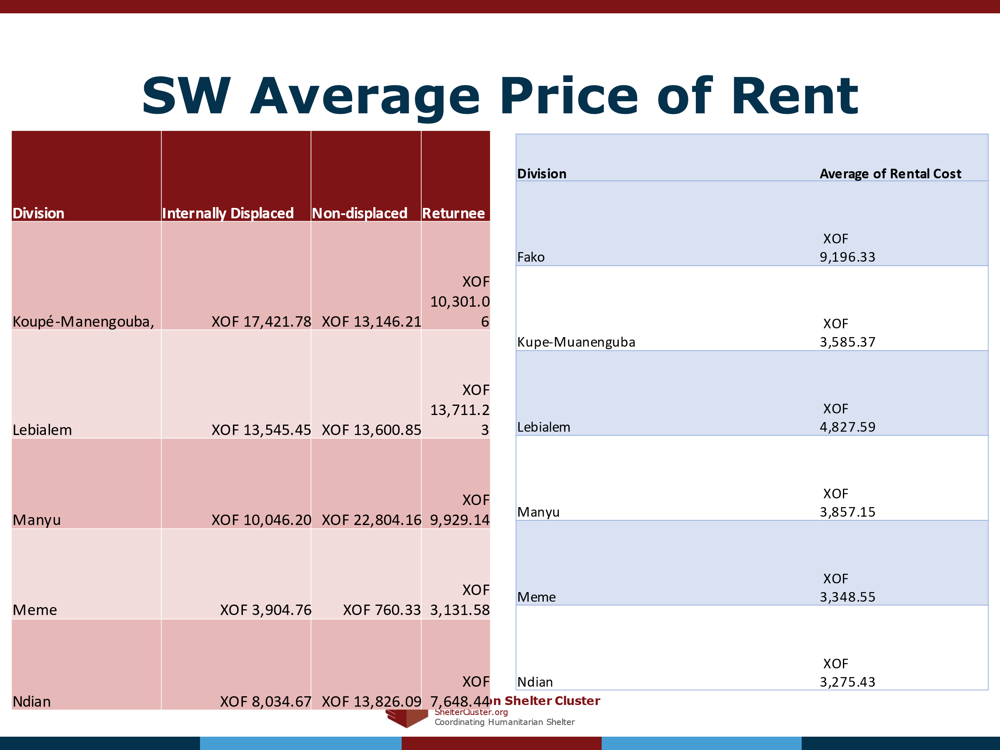 SW Average Price of Rent
Division Internally Displaced Non-displaced Returnee
XOF
10,301.0
Koupé-Manengouba, XOF 17,421.78 XOF 13,146.21 6
XOF
13,711.2
Lebialem XOF 13,545.45 XOF 13,600.85 3
XOF
Manyu XOF 10,046.20 XOF 22,804.16 9,929.14
XOF
Meme XOF 3,904.76 XOF 760.33 3,131.58
XOF
Ndian XOF 8,034.67 XOF 13,826.09 7,648.44
Division Average of Rental Cost
XOF
Fako 9,196.33
XOF
Kupe-Muanenguba 3,585.37
XOF
Lebialem 4,827.59
XOF
Manyu 3,857.15
XOF
Meme 3,348.55
XOF
Ndian 3,275.43
Shelter Cluster
ShelterCluster.org
Coordinating Humanitarian Shelter